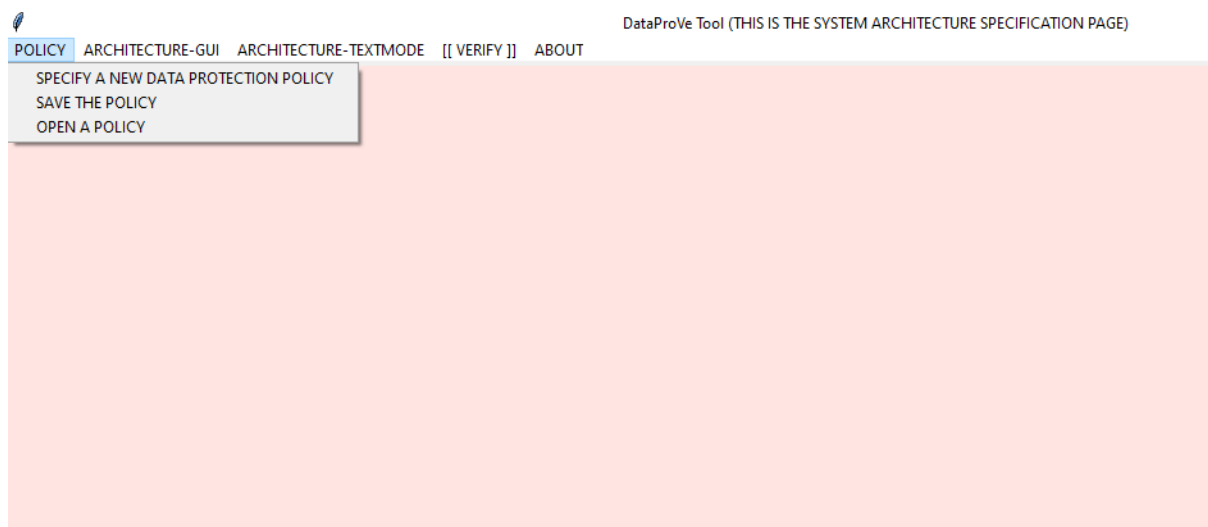 DataProVe Tool (THIS IS THE SYSTEM ARCHITECTURE SPECIFICATION PAGE)
POLICY ARCHITECTURE-GUI ARCHITECTURE-TEXTMODE [[ VERIFY ]] ABOUT
SPECIFY A NEW DATA PROTECTION POLICY
SAVE THE POLICY
OPEN A POLICY